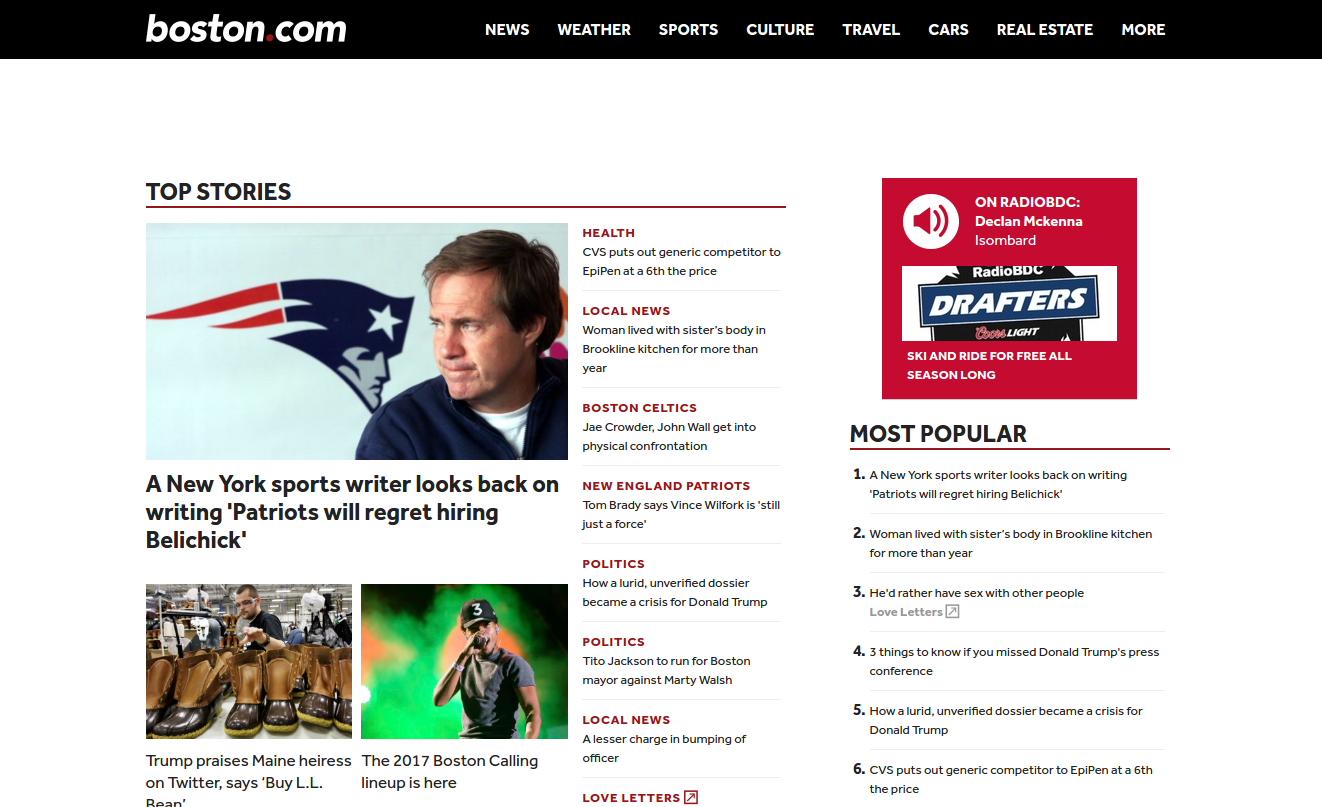 boston.com
NEWS WEATHER SPORTS CULTURE TRAVEL CARS REAL ESTATE MORE
TOP STORIES
A New York sports writer looks back on
writing 'Patriots will regret hiring
Belichick'
3
Trump praises Maine heiress
on Twitter, says ‘Buy L.L.
Bean’
The 2017 Boston Calling
lineup is here
HEALTH
CVS puts out generic competitor to
EpiPen at a 6th the price
LOCAL NEWS
Woman lived with sister’s body in
Brookline kitchen for more than
year
BOSTON CELTICS
Jae Crowder, John Wall get into
physical confrontation
NEW ENGLAND PATRIOTS
Tom Brady says Vince Wilfork is 'still
just a force'
POLITICS
How a lurid, unverified dossier
became a crisis for Donald Trump
POLITICS
Tito Jackson to run for Boston
mayor against Marty Walsh
LOCAL NEWS
A lesser charge in bumping of
officer
LOVE LETTERS
ON RADIOBDC:
Declan Mckenna
Isombard
RadioBDC
DRAFTERS
Coors LIGHT
SKI AND RIDE FOR FREE ALL
SEASON LONG
MOST POPULAR
1. A New York sports writer looks back on writing
'Patriots will regret hiring Belichick'
2. Woman lived with sister’s body in Brookline kitchen
for more than year
3. He'd rather have sex with other people
Love Letters
4. 3 things to know if you missed Donald Trump's press
conference
5. How a lurid, unverified dossier became a crisis for
Donald Trump
6. CVS puts out generic competitor to EpiPen at a 6th
the price